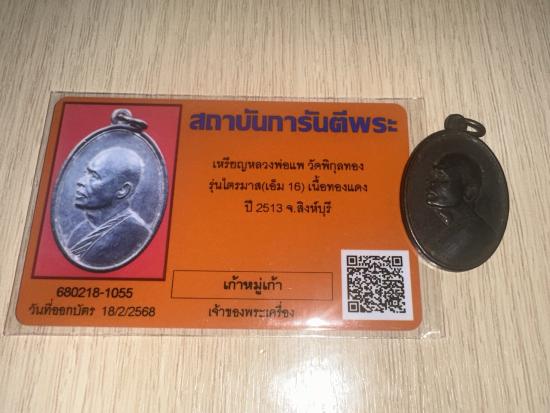 สถาบันการันตีพระ
เหรียญหลวงพ่อแพ วัดพิกุลทอง
รุ่นไตรมาส(เอ็ม 16) เนื้อทองแดง
ปี 2513 จ.สิงห์บุรี
680218-1055
วันที่ออกบัตร 18/2/2568
เก้าหมู่เก้า
เจ้าของพระเครื่อง